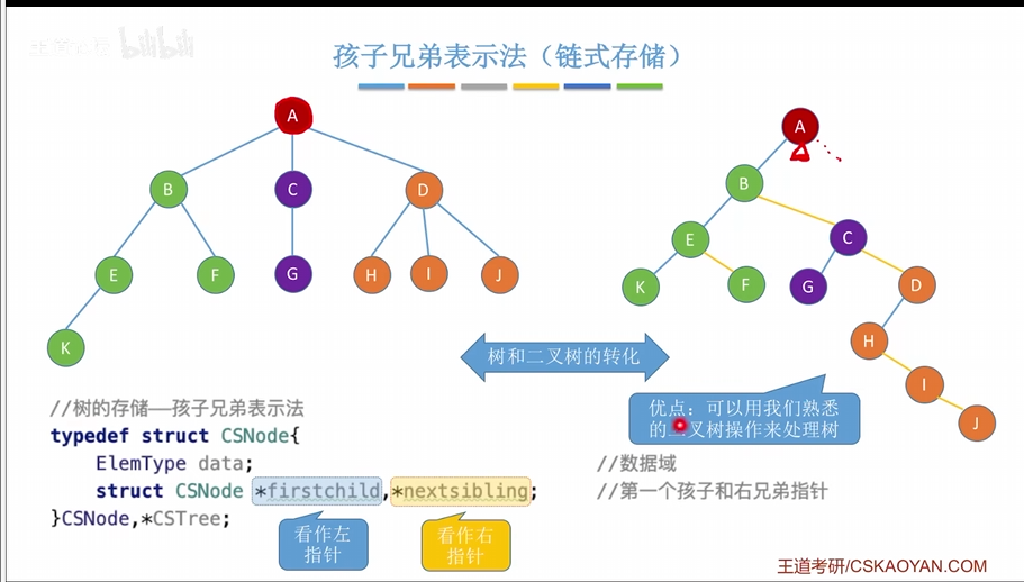 王道考研 bilibili
孩子兄弟表示法（链式存储）
A
B
C
D
E
F
G
H
I
J
K
A
B
E
C
K
F
G
D
H
I
J
树和二叉树的转化
优点：可以用我们熟悉
的二叉树操作来处理树
//树的存储——孩子兄弟表示法
typedef struct CSNode{
ElemType data; //数据域
struct CSNode *firstchild,*nextsibling; //第一个孩子和右兄弟指针
}CSNode,*CSTree;
看作左
指针
看作右
指针
王道考研/CSKAOYAN.COM